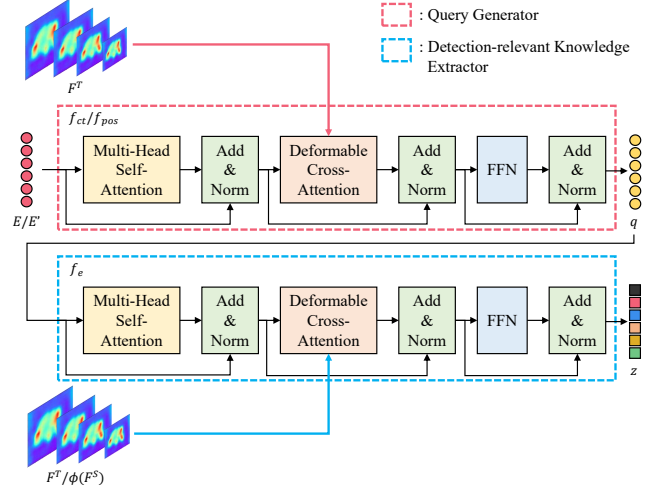 : Query Generator
: Detection-relevant Knowledge
Extractor
F^T
f_ct/f_pos
E/E'
Multi-Head
Self-
Attention
Add
&
Norm
Deformable
Cross-
Attention
Add
&
Norm
FFN
Add
&
Norm
q
f_e
Multi-Head
Self-
Attention
Add
&
Norm
Deformable
Cross-
Attention
Add
&
Norm
FFN
Add
&
Norm
z
F^T/ϕ(F^S)